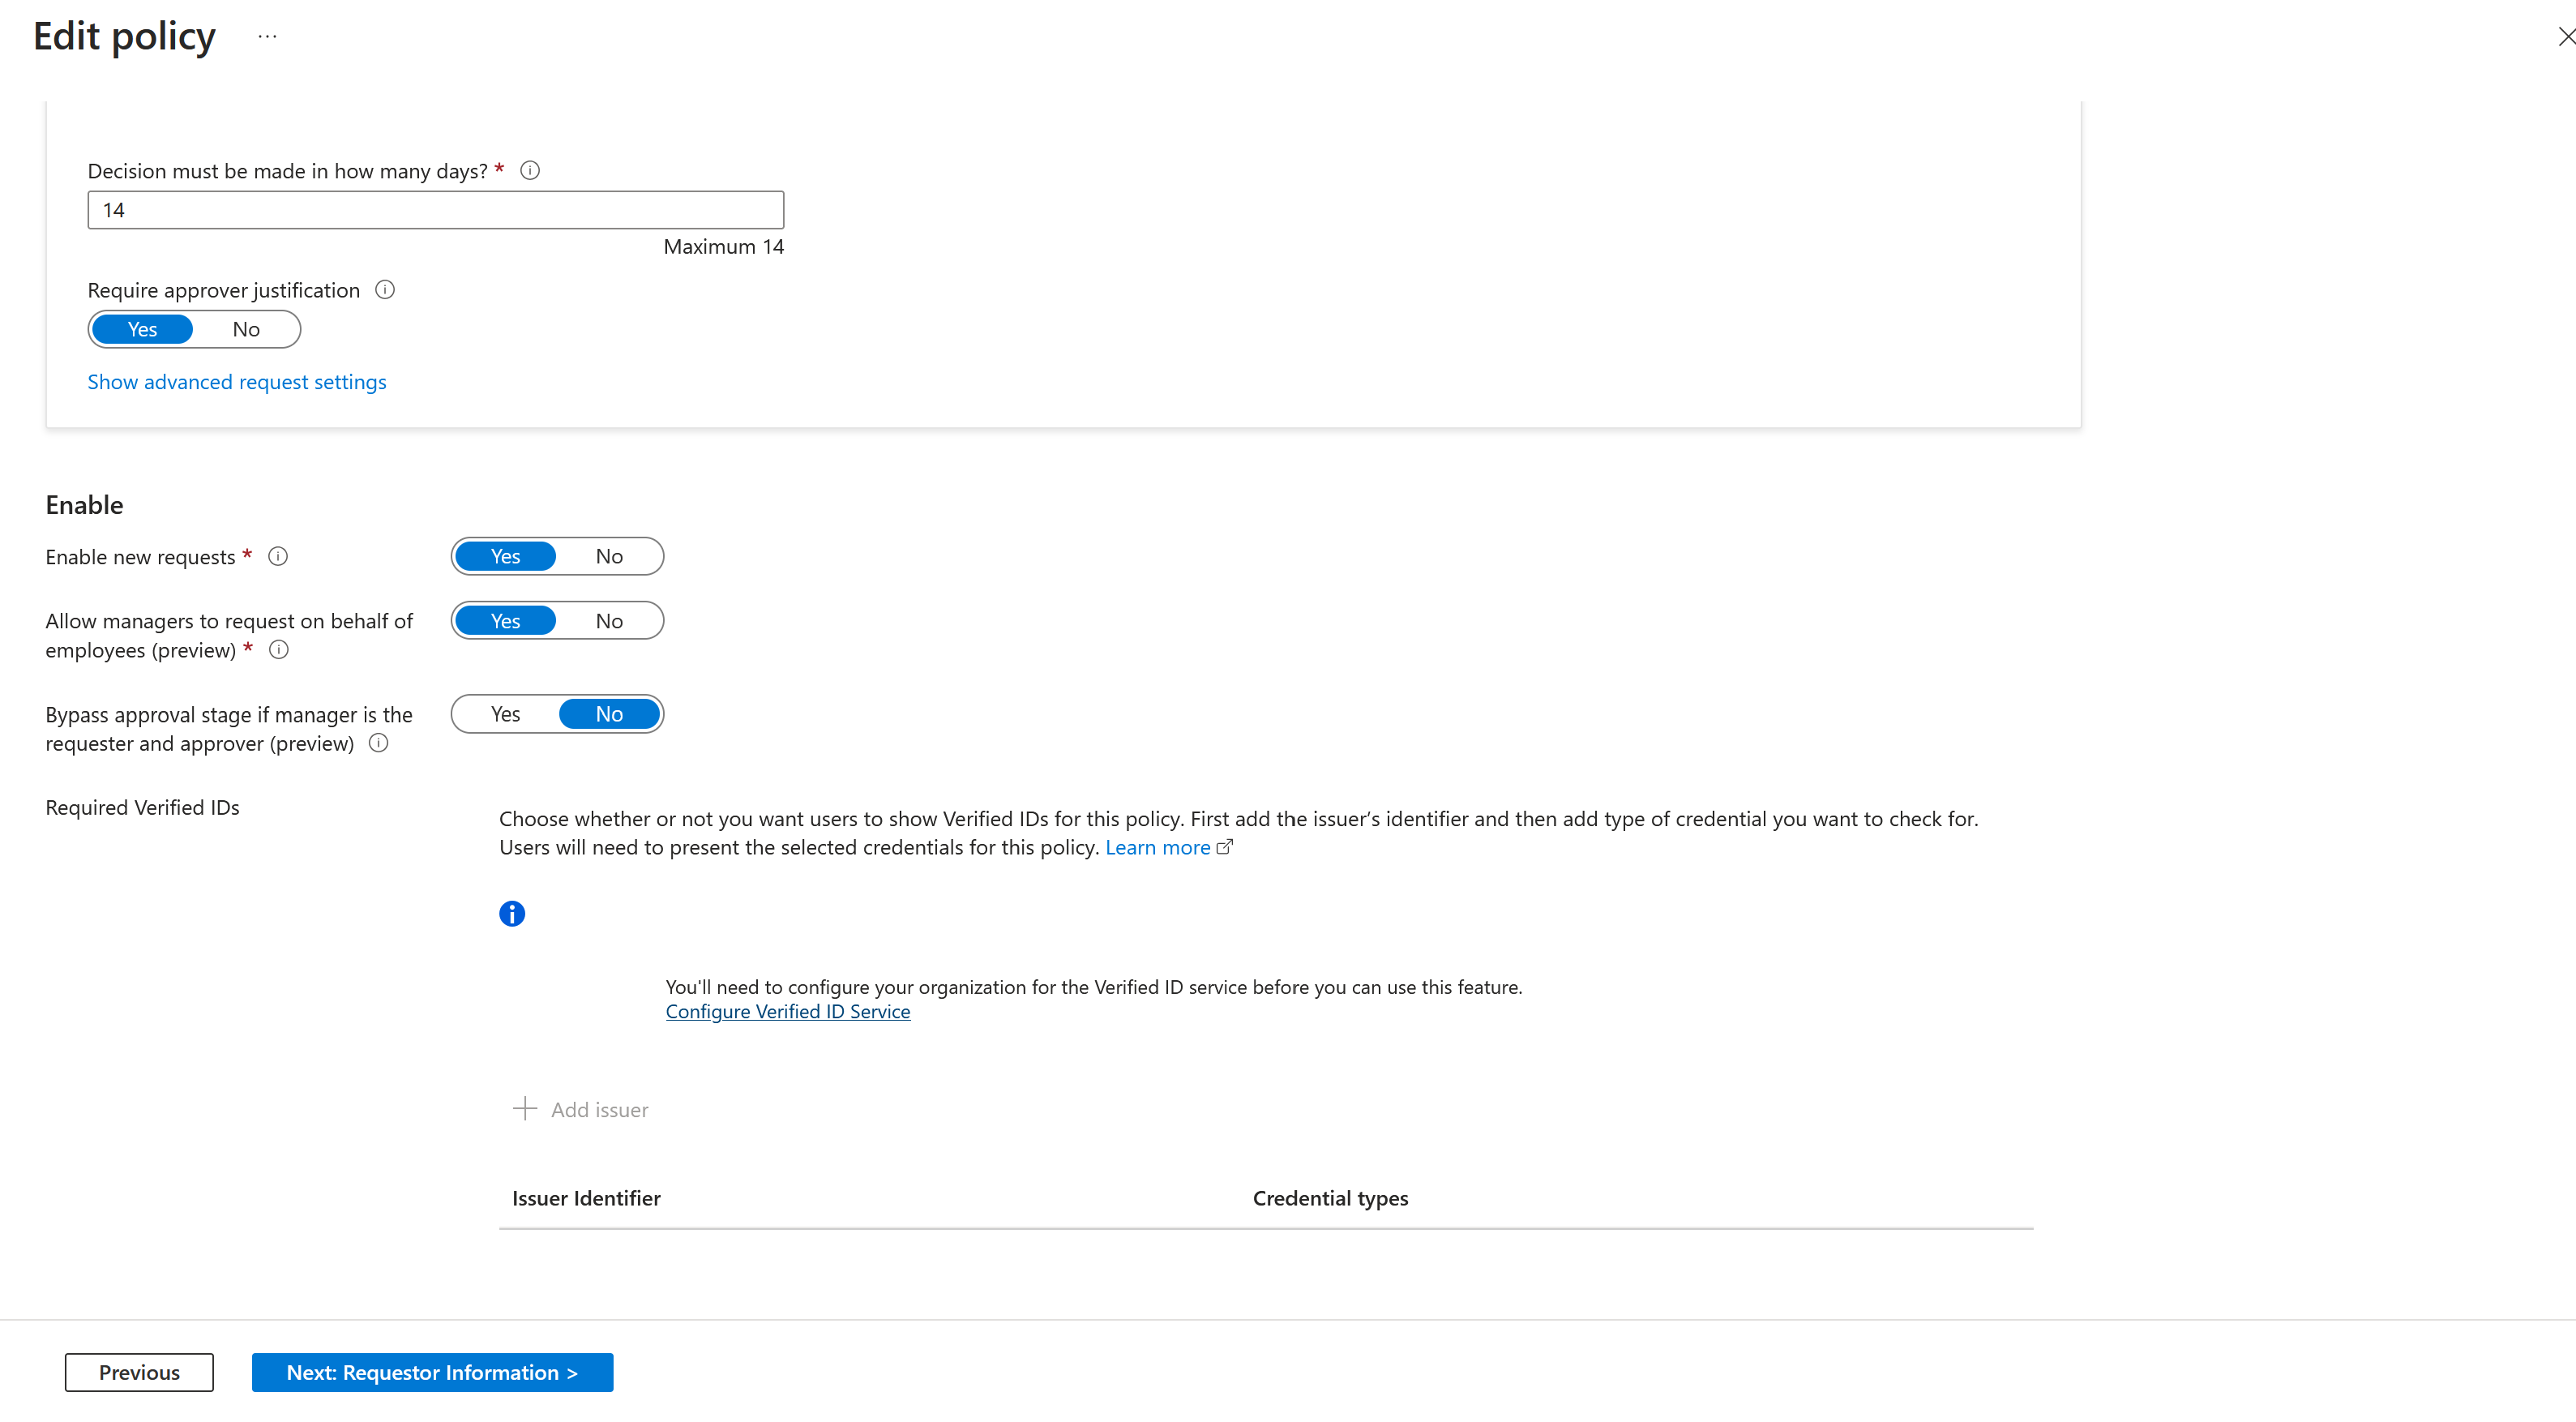 Edit policy ...
Decision must be made in how many days? *
14
Maximum 14
Require approver justification
Yes No
Show advanced request settings
Enable
Enable new requests *
Yes No
Allow managers to request on behalf of
employees (preview) *
Yes No
Bypass approval stage if manager is the
requester and approver (preview)
Yes No
Required Verified IDs
Choose whether or not you want users to show Verified IDs for this policy. First add the issuer’s identifier and then add type of credential you want to check for.
Users will need to present the selected credentials for this policy. Learn more
You'll need to configure your organization for the Verified ID service before you can use this feature.
Configure Verified ID Service
Add issuer
Issuer Identifier Credential types
Previous Next: Requestor Information >